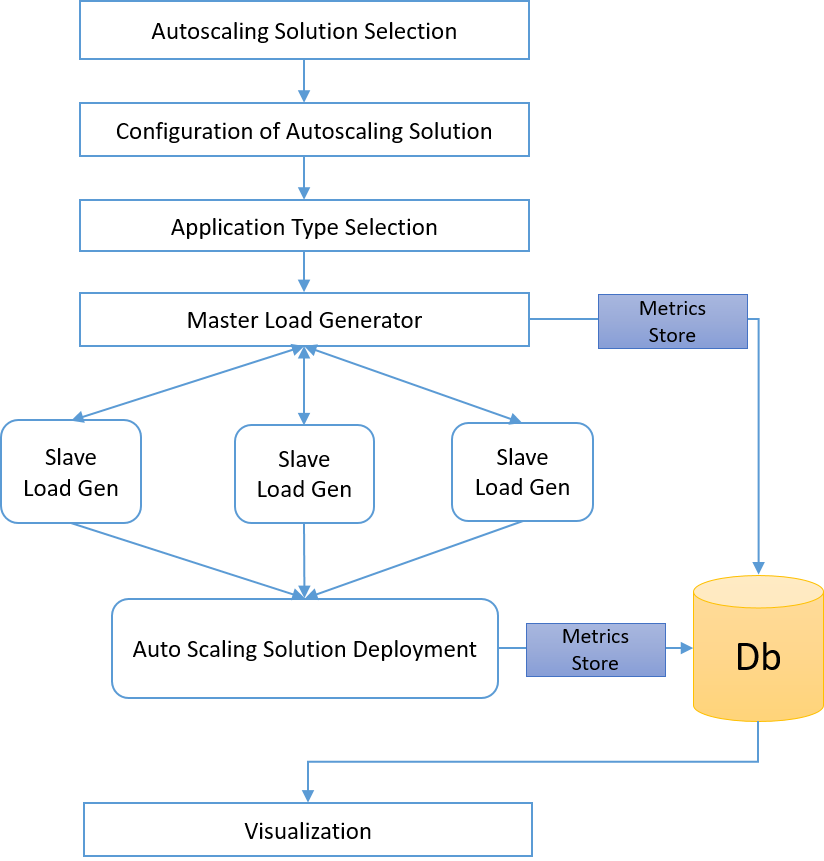 Autoscaling Solution Selection
Configuration of Autoscaling Solution
Application Type Selection
Master Load Generator
Metrics
Store
Slave
Load Gen
Slave
Load Gen
Slave
Load Gen
Auto Scaling Solution Deployment
Metrics
Store
Db
Visualization